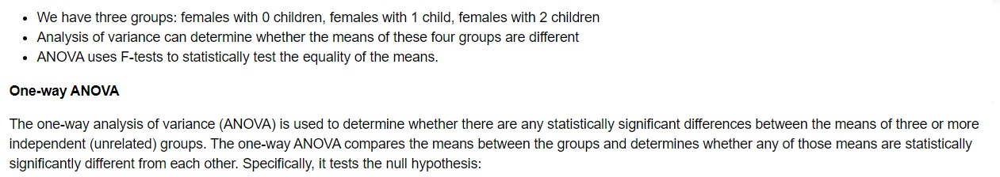 • We have three groups: females with 0 children, females with 1 child, females with 2 children
• Analysis of variance can determine whether the means of these four groups are different
• ANOVA uses F-tests to statistically test the equality of the means.
One-way ANOVA
The one-way analysis of variance (ANOVA) is used to determine whether there are any statistically significant differences between the means of three or more
independent (unrelated) groups. The one-way ANOVA compares the means between the groups and determines whether any of those means are statistically
significantly different from each other. Specifically, it tests the null hypothesis: